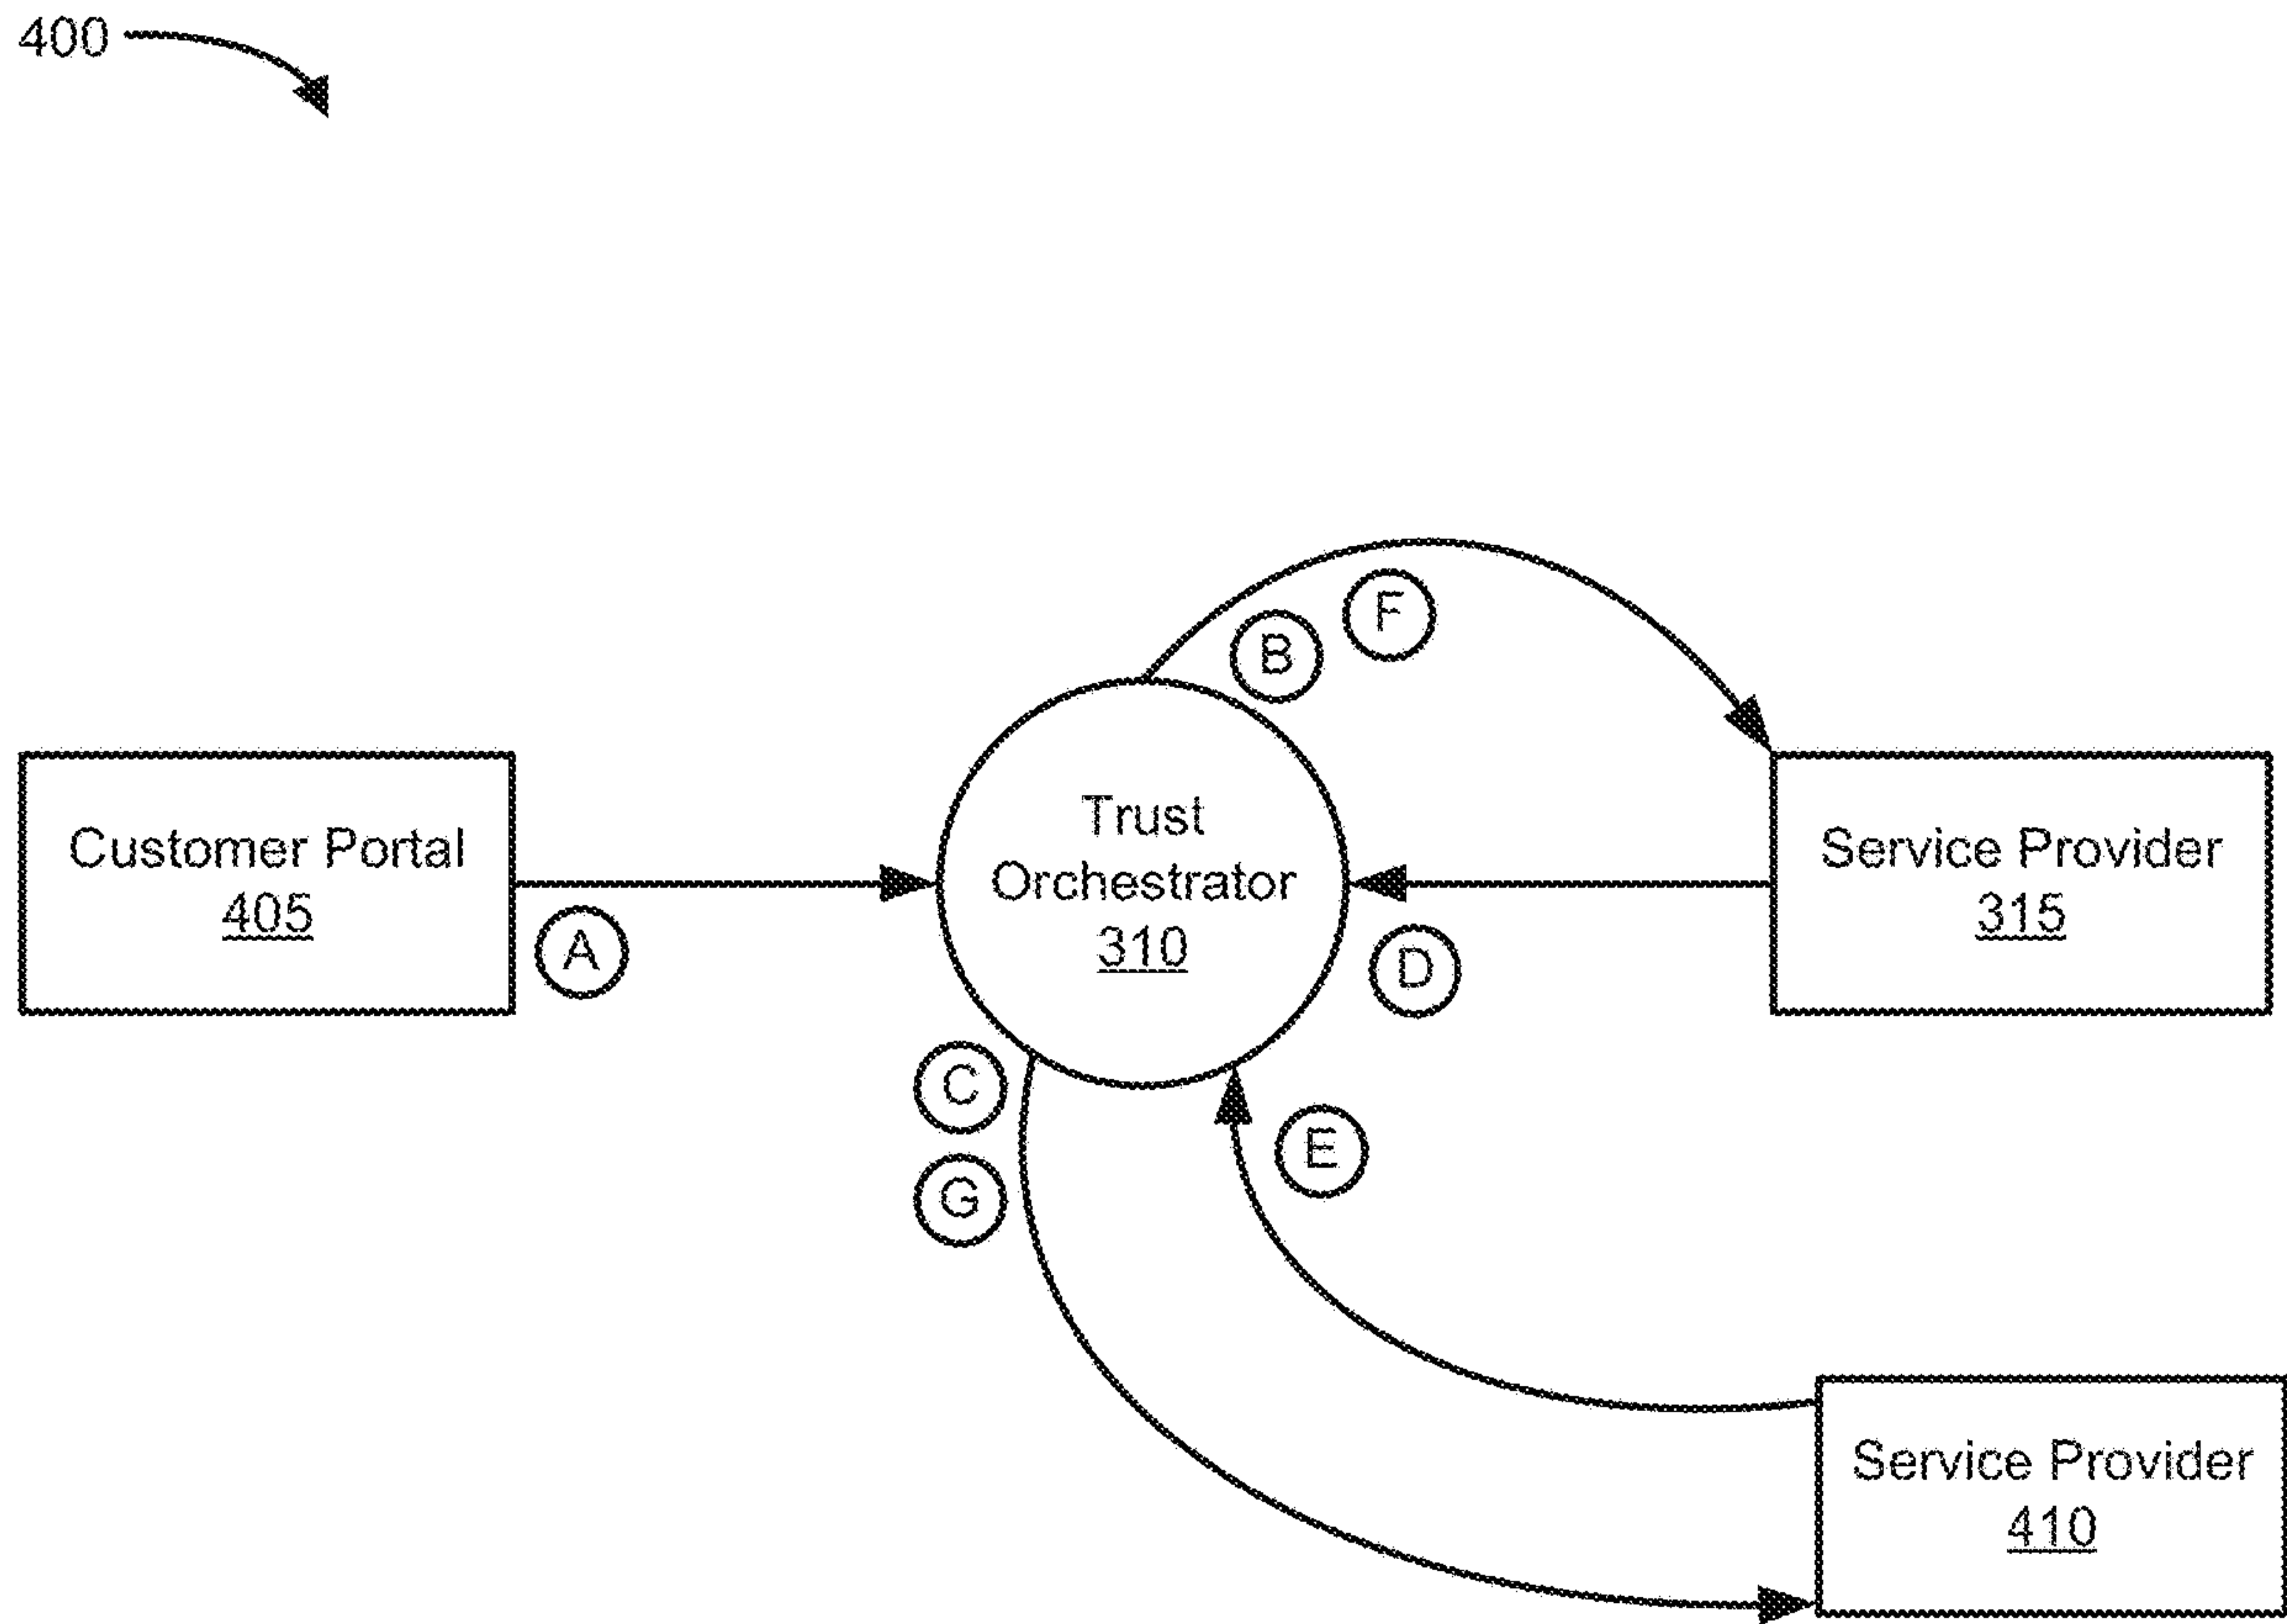 400
F
B
Customer Portal
405
A
Trust
Orchestrator
310
Service Provider
315
D
C
G
E
Service Provider
410